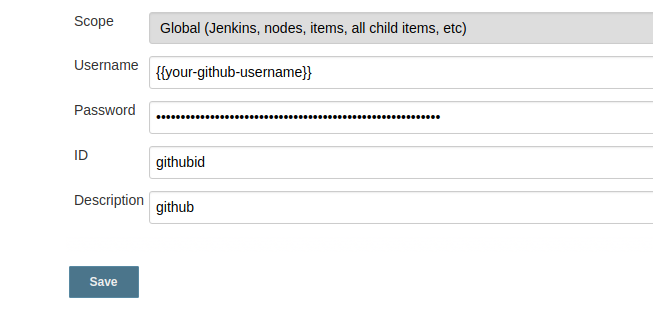 Scope
Global (Jenkins, nodes, items, all child items, etc)
Username
{{your-github-username}}
Password
••••••••••••••••••••••••••••••••••••••••••••••••••••••••••
ID
githubid
Description
github
Save